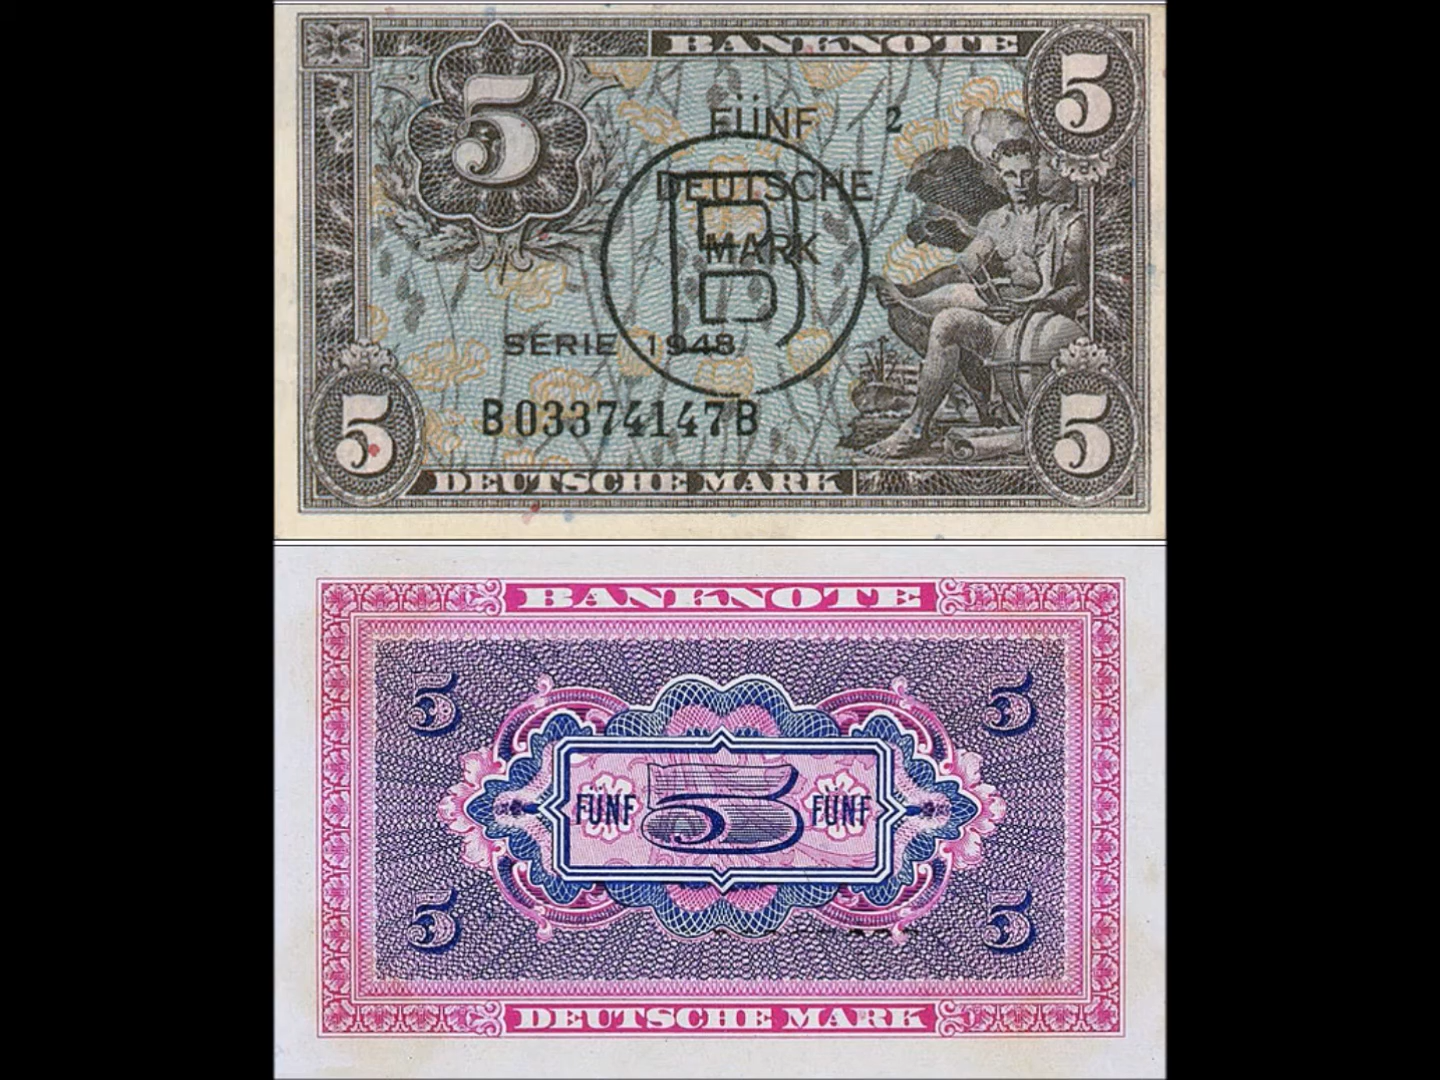 BANKNOTE
5 5
FÜNF 2
DEUTSCHE
B
MARK
SERIE 1948
B03374147B
5 5
DEUTSCHE MARK
BANKNOTE
5 5
FÜNF 5 FÜNF
5 5
DEUTSCHE MARK